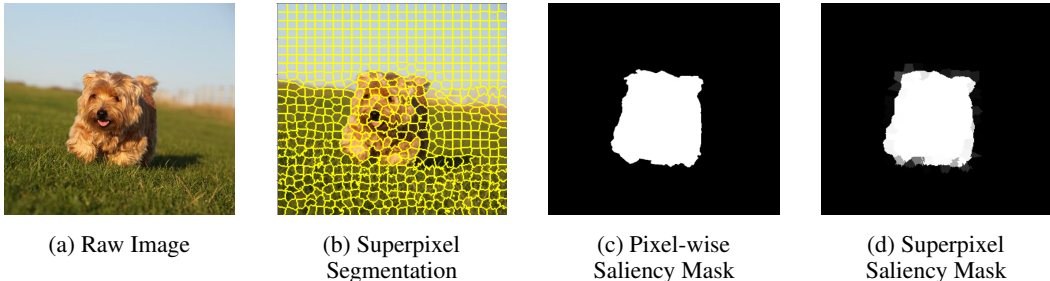 (a) Raw Image
(b) Superpixel
Segmentation
(c) Pixel-wise
Saliency Mask
(d) Superpixel
Saliency Mask